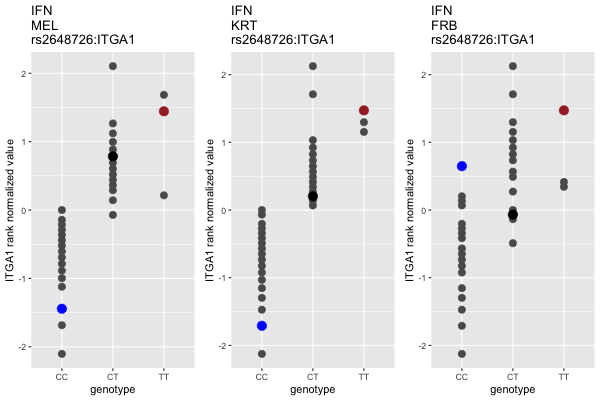 IFN
MEL
rs2648726:ITGA1
ITGA1 rank normalized value
2
1
0
-1
-2
CC
CT
TT
genotype
IFN
KRT
rs2648726:ITGA1
ITGA1 rank normalized value
2
1
0
-1
-2
CC
CT
TT
genotype
IFN
FRB
rs2648726:ITGA1
ITGA1 rank normalized value
2
1
0
-1
-2
CC
CT
TT
genotype